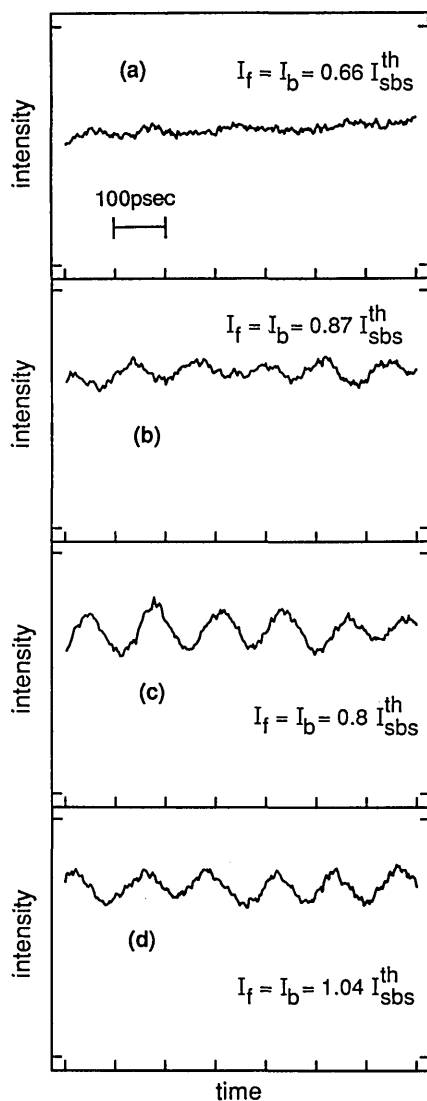 (a)
I_f = I_b = 0.66 I_sbs^th
100psec
intensity
I_f = I_b = 0.87 I_sbs^th
(b)
intensity
(c)
I_f = I_b = 0.8 I_sbs^th
intensity
(d)
I_f = I_b = 1.04 I_sbs^th
intensity
time